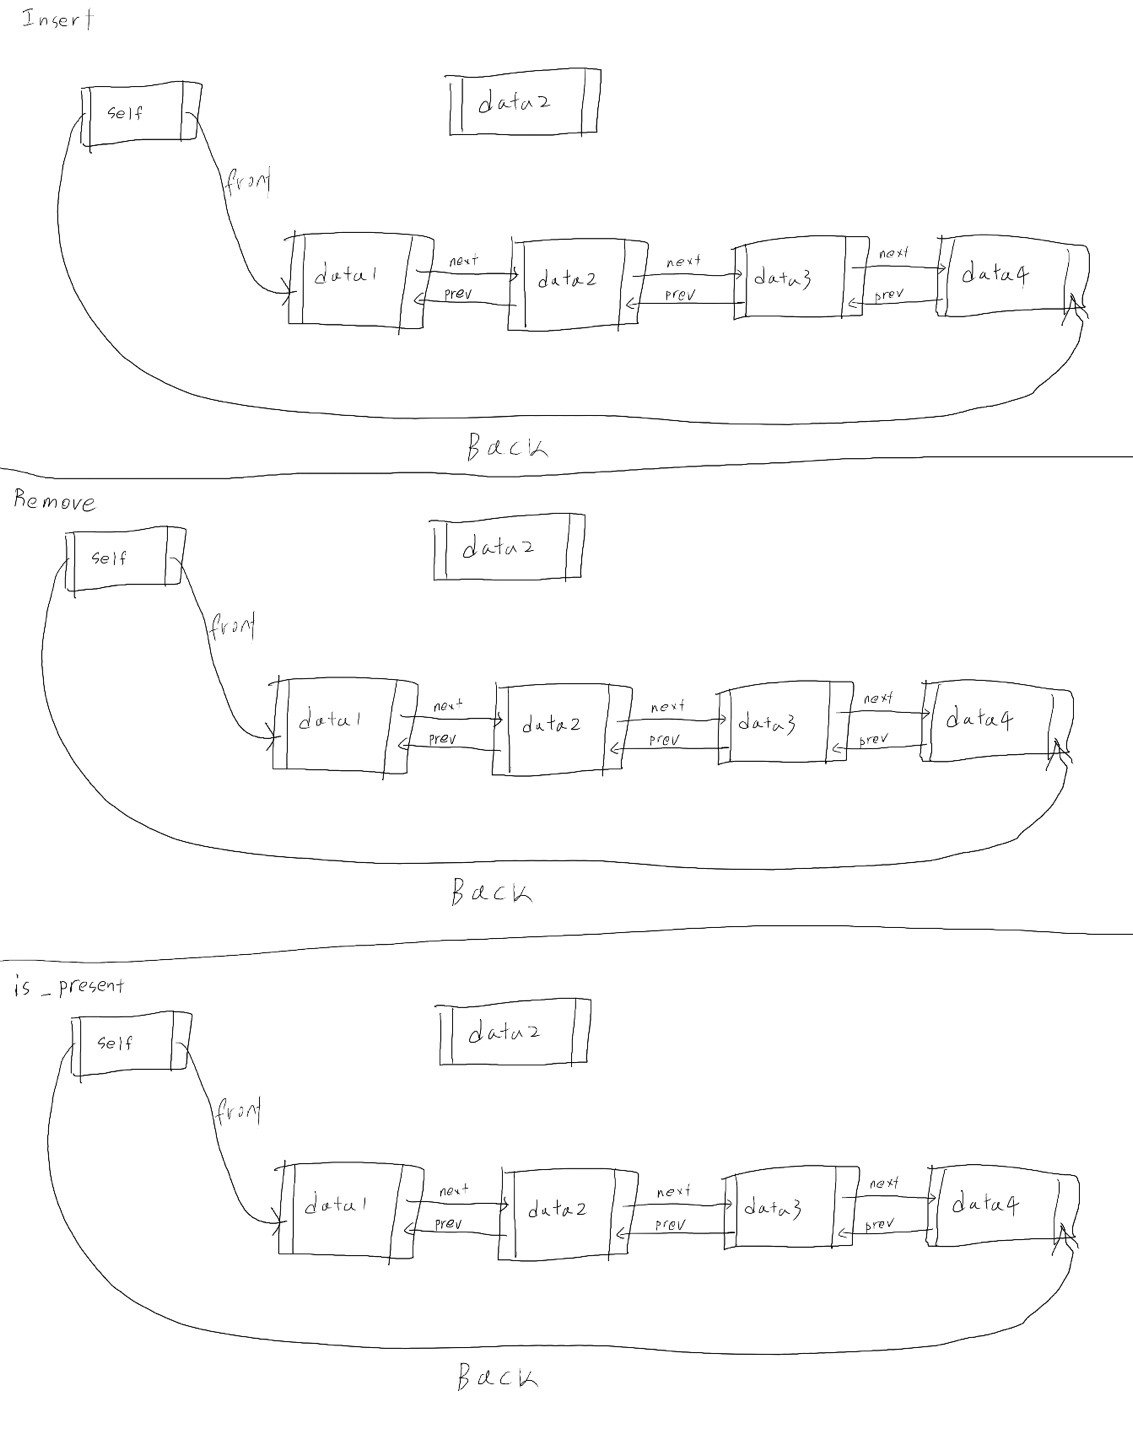 Insert
self
data2
front
data1
next
prev
data2
next
prev
data3
next
prev
data4
Back
Remove
self
data2
front
data1
next
prev
data2
next
prev
data3
next
prev
data4
Back
is_present
self
data2
front
data1
next
prev
data2
next
prev
data3
next
prev
data4
Back